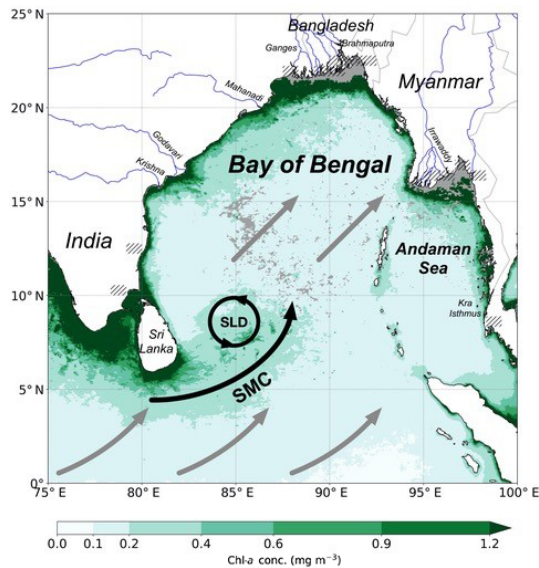 25°N
20°N
15°N
10°N
5°N
0°
Bangladesh
Ganges
Brahmaputra
Myanmar
Mahanadi
Irrawaddy
Godavari
Krishna
Bay of Bengal
India
Andaman
Sea
SLD
Kra
Isthmus
Sri
Lanka
SMC
75°E 80°E 85°E 90°E 95°E 100°E
0.0 0.1 0.2 0.4 0.6 0.9 1.2
Chl-a conc. (mg m⁻³)